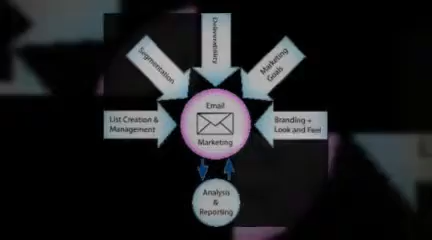 Deliverability
Segmentation
Marketing
Goals
List Creation &
Management
Email
Marketing
Branding +
Look and Feel
Analysis
&
Reporting